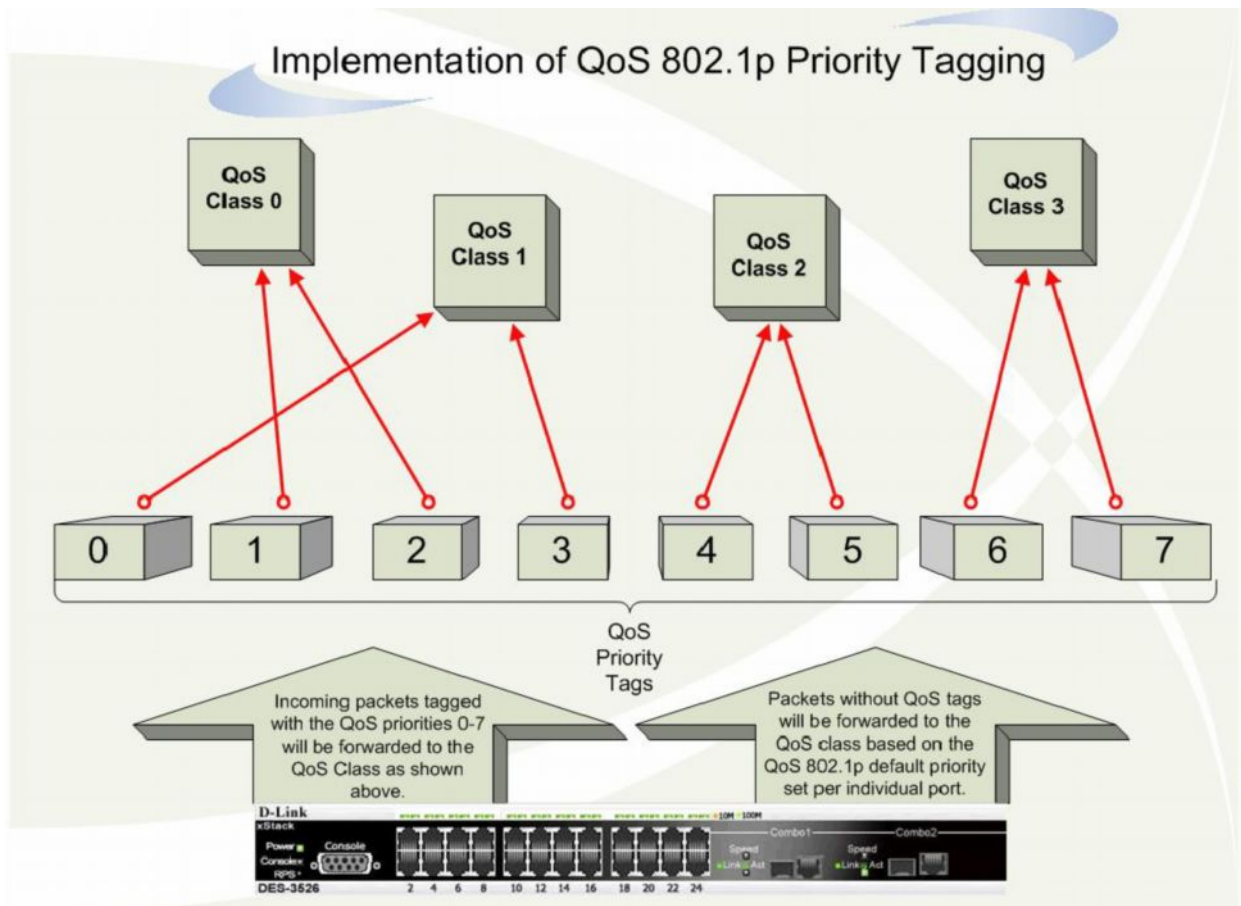 Implementation of QoS 802.1p Priority Tagging
QoS
Class 0
QoS
Class 1
QoS
Class 2
QoS
Class 3
0 1 2 3 4 5 6 7
QoS
Priority
Tags
Incoming packets tagged
with the QoS priorities 0-7
will be forwarded to the
QoS Class as shown
above.
Packets without QoS tags
will be forwarded to the
QoS class based on the
QoS 802.1p default priority
set per individual port.
D-Link
xStack
Power
Console
RPS
DES-3526
Console
2 4 6 8 10 12 14 16 18 20 22 24
10M 100M
Combo1
Speed
Link Act
Combo2
Speed
Link Act